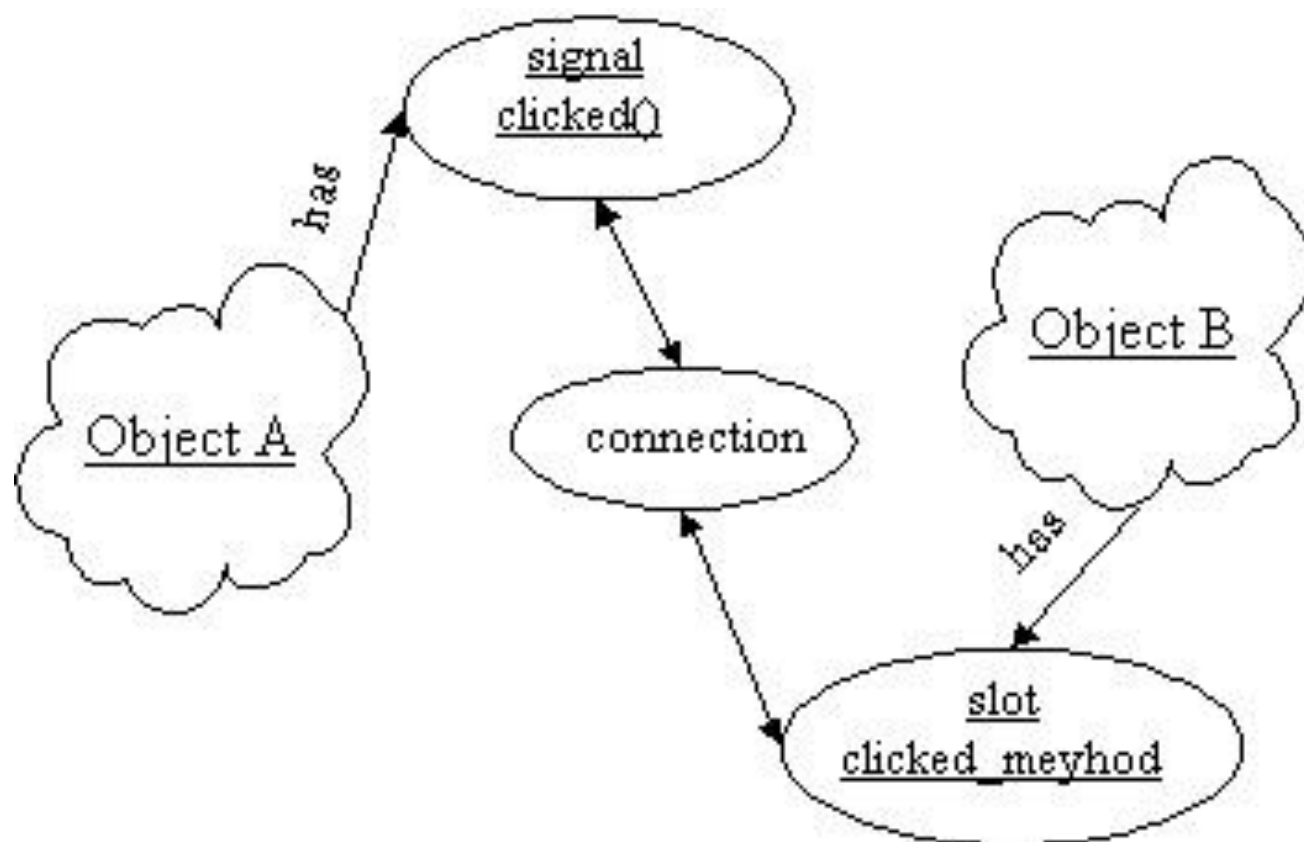 signal
clicked()
has
Object A
connection
Object B
has
slot
clicked_meyhod